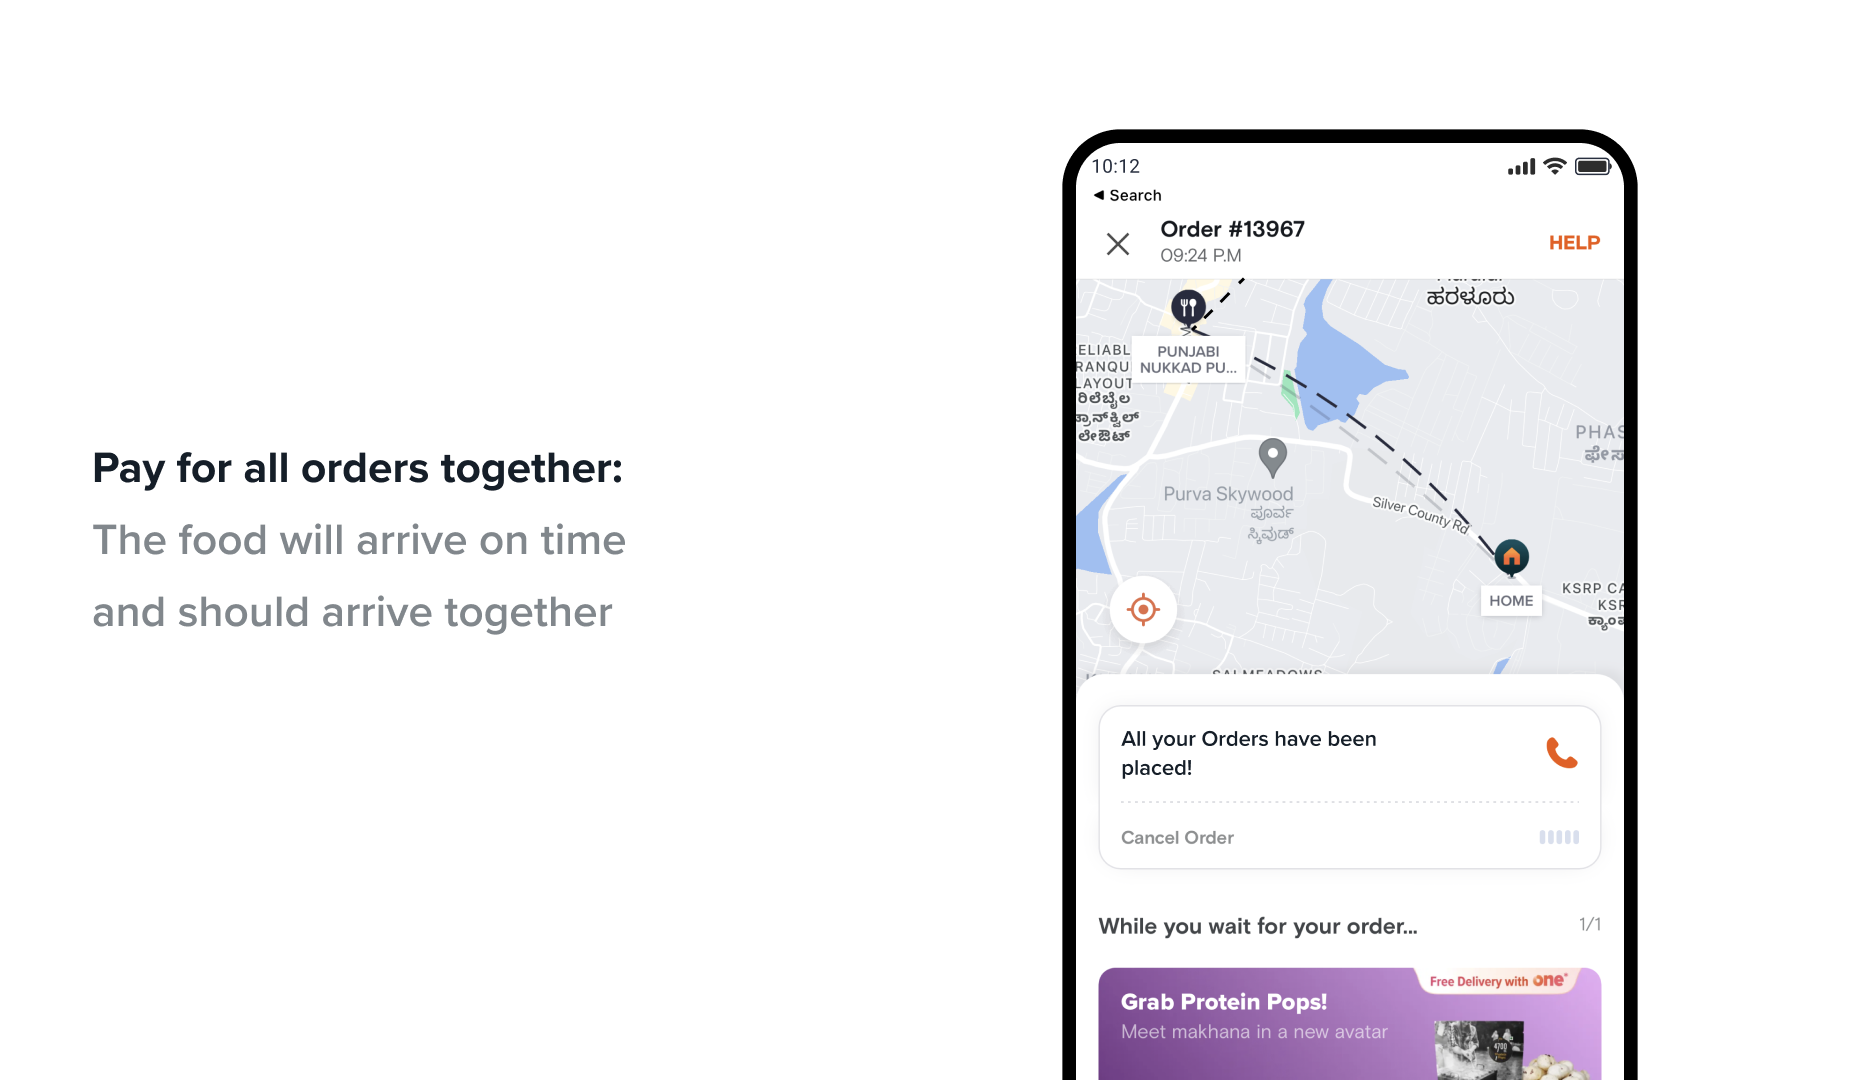 Pay for all orders together:
The food will arrive on time
and should arrive together
10:12
Search
Order #13967
09:24 P.M
HELP
ಹರಳೂರು
PUNJABI
NUKKAD PU...
ELIABL
RANQU
LAYOUT
ರಿಲೆಬೈಲ
ಟ್ರಾನ್‌ಕ್ವಿಲ್
ಲೇಔಟ್
PHAS
ಫೇಸ
Purva Skywood
ಪೂರ್ವ
ಸ್ಕೈವುಡ್
Silver County Rd
HOME
KSRP CA
KSR
ಕ್ಯಾಂಪ
All your Orders have been
placed!
Cancel Order
While you wait for your order...
1/1
Free Delivery with one
Grab Protein Pops!
Meet makhana in a new avatar
4700